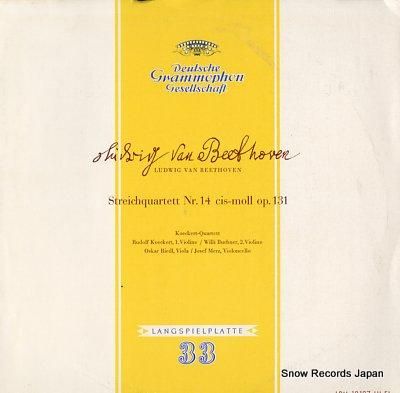 Deutsche
Grammophon
Gesellschaft
Ludwig van Beethoven
LUDWIG VAN BEETHOVEN
Streichquartett Nr. 14 cis-moll op. 131
Koeckert-Quartett
Rudolf Koeckert, 1. Violine / Willi Buchner, 2. Violine
Oskar Riedl, Viola / Josef Merz, Violoncello
LANGSPIELPLATTE
33
Snow Records Japan